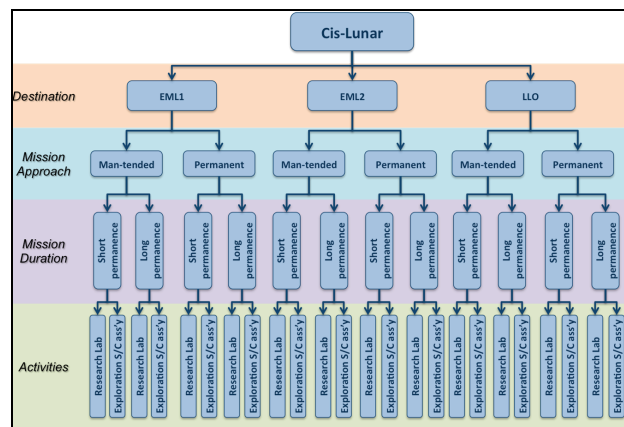 Cis-Lunar
Destination
EML1
EML2
LLO
Mission
Approach
Man-tended
Permanent
Man-tended
Permanent
Man-tended
Permanent
Mission
Duration
Short
permanence
Long
permanence
Short
permanence
Long
permanence
Short
permanence
Long
permanence
Short
permanence
Long
permanence
Short
permanence
Long
permanence
Short
permanence
Long
permanence
Activities
Research Lab
Exploration S/C ass'y
Research Lab
Exploration S/C ass'y
Research Lab
Exploration S/C ass'y
Research Lab
Exploration S/C ass'y
Research Lab
Exploration S/C ass'y
Research Lab
Exploration S/C ass'y
Research Lab
Exploration S/C ass'y
Research Lab
Exploration S/C ass'y
Research Lab
Exploration S/C ass'y
Research Lab
Exploration S/C ass'y
Research Lab
Exploration S/C ass'y
Research Lab
Exploration S/C ass'y